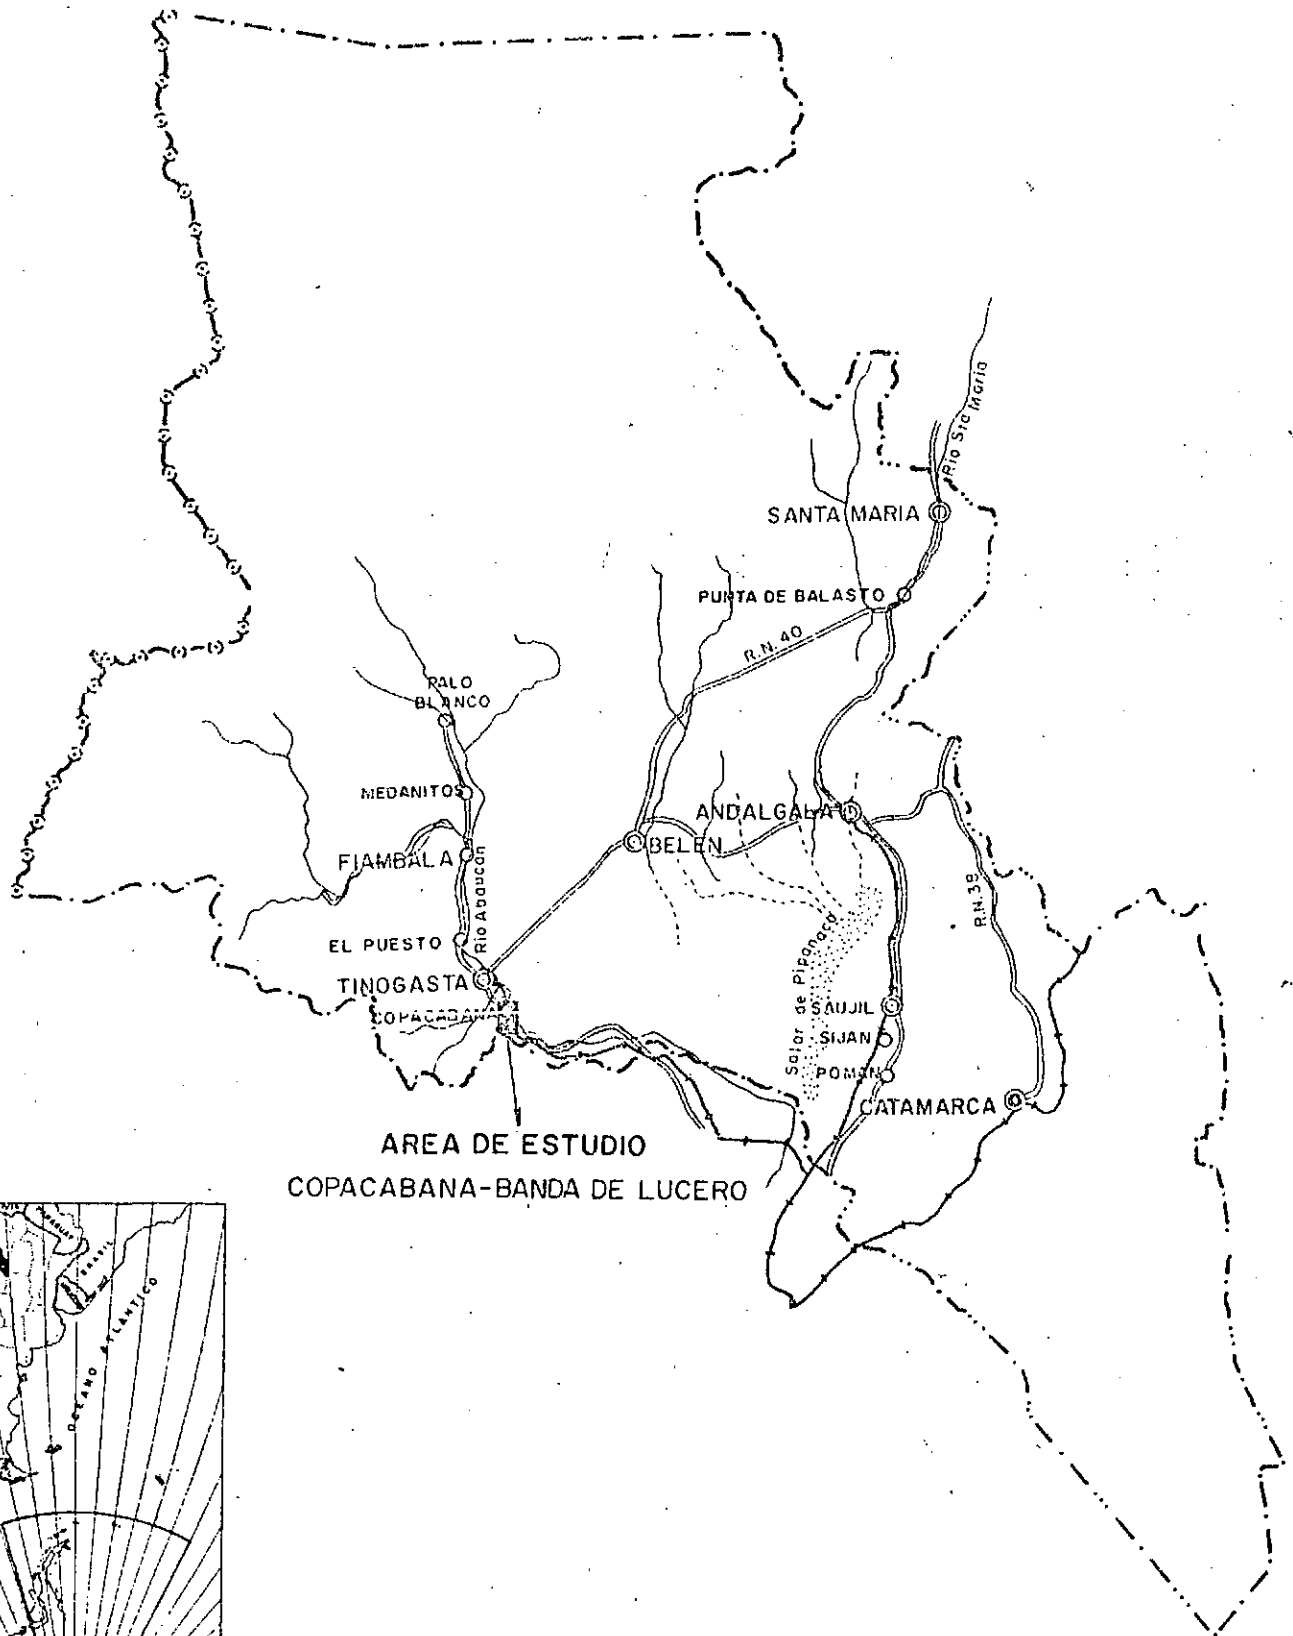 Rio Sta Maria
SANTA MARIA
PUNTA DE BALASTO
R.N. 40
PALO
BLANCO
MEDANITOS
ANDALGALA
BELEN
FIAMBALA
R.N. 38
Rio Abaucan
EL PUESTO
TINOGASTA
COPACABANA
Salar de Pipanaco
SAUJIL
SIJAN
POMAN
CATAMARCA
AREA DE ESTUDIO
COPACABANA-BANDA DE LUCERO
PARAGUAY
BRASIL
OCEANO ATLANTICO